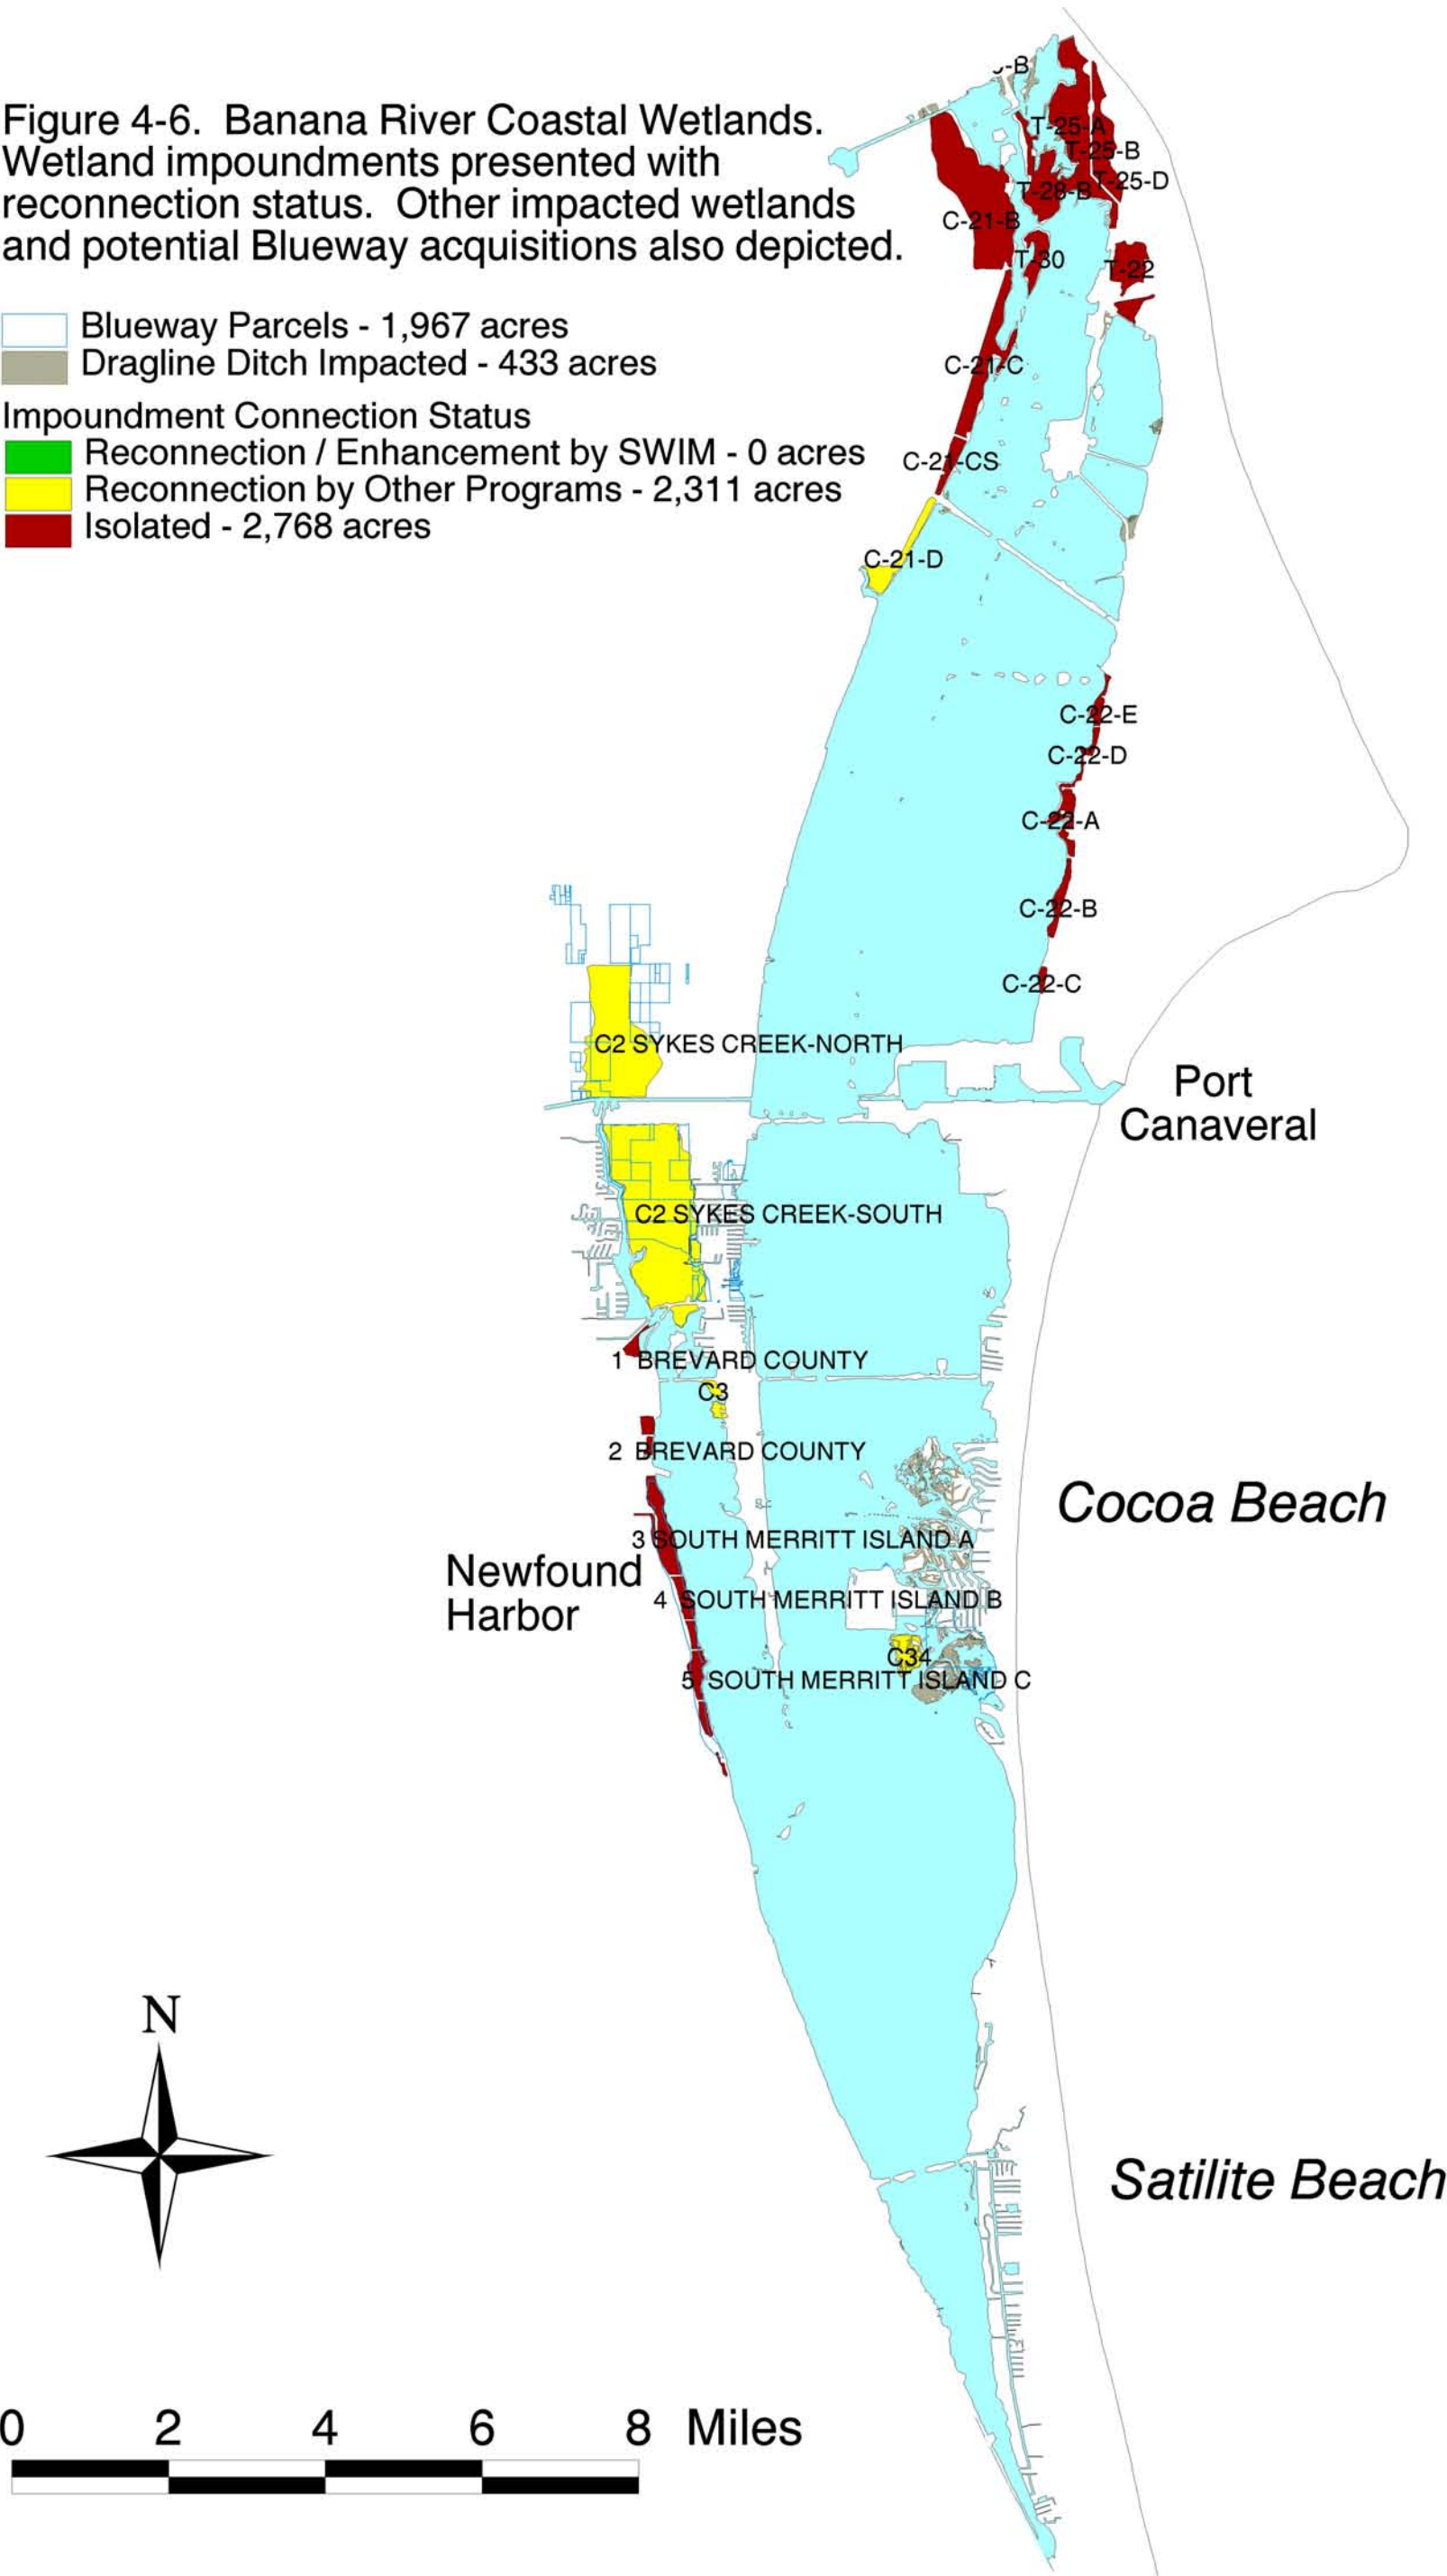 Figure 4-6. Banana River Coastal Wetlands.
Wetland impoundments presented with
reconnection status. Other impacted wetlands
and potential Blueway acquisitions also depicted.
Blueway Parcels - 1,967 acres
Dragline Ditch Impacted - 433 acres
Impoundment Connection Status
Reconnection / Enhancement by SWIM - 0 acres
Reconnection by Other Programs - 2,311 acres
Isolated - 2,768 acres
T-25-A
T-25-B
T-25-D
T-28-B
C-21-B
T-30
T-22
C-21-C
C-21-CS
C-21-D
C-22-E
C-22-D
C-22-A
C-22-B
C-22-C
C2 SYKES CREEK-NORTH
Port
Canaveral
C2 SYKES CREEK-SOUTH
1 BREVARD COUNTY
C3
2 BREVARD COUNTY
Cocoa Beach
3 SOUTH MERRITT ISLAND A
Newfound
Harbor
4 SOUTH MERRITT ISLAND B
C34
5 SOUTH MERRITT ISLAND C
N
Satilite Beach
0 2 4 6 8 Miles